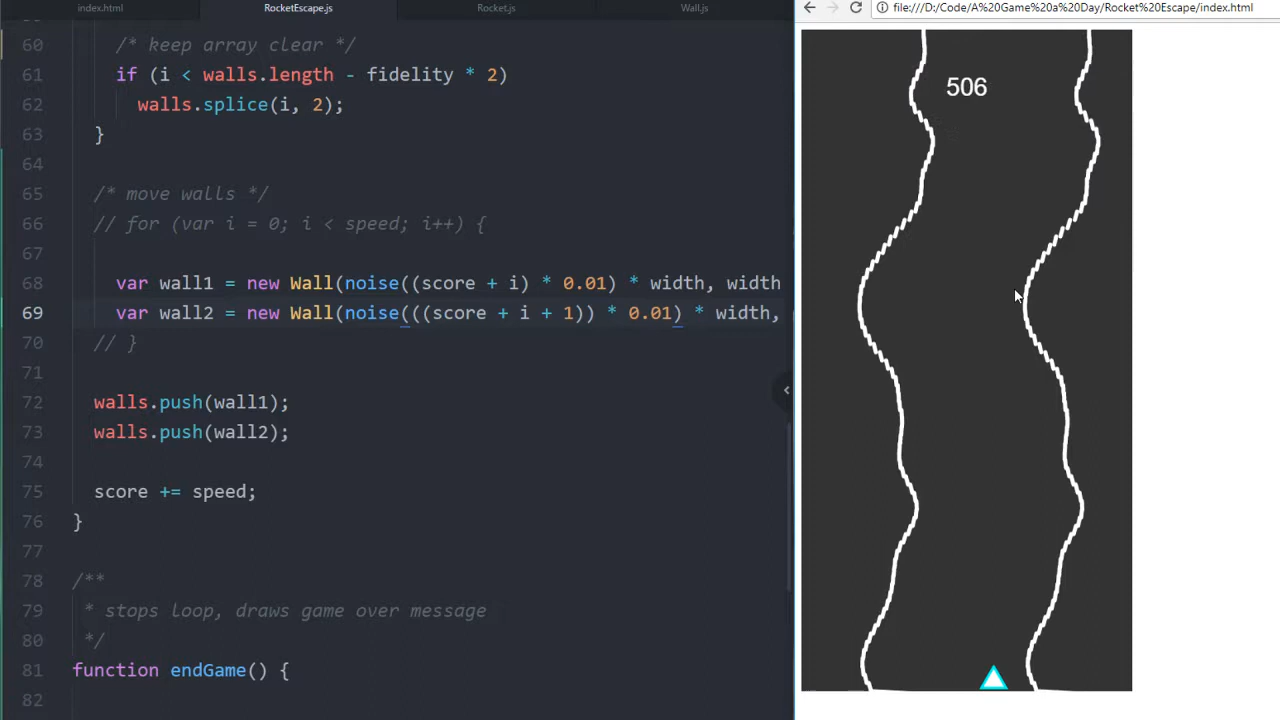 index.html RocketEscape.js Rocket.js Wall.js
file:///D:/Code/A%20Game%20a%20Day/Rocket%20Escape/index.html
60 /* keep array clear */
61 if (i < walls.length - fidelity * 2)
62 walls.splice(i, 2);
63 }
64
65 /* move walls */
66 // for (var i = 0; i < speed; i++) {
67
68 var wall1 = new Wall(noise((score + i) * 0.01) * width, width
69 var wall2 = new Wall(noise(((score + i + 1)) * 0.01) * width,
70 // }
71
72 walls.push(wall1);
73 walls.push(wall2);
74
75 score += speed;
76 }
77
78 /**
79 * stops loop, draws game over message
80 */
81 function endGame() {
82
506